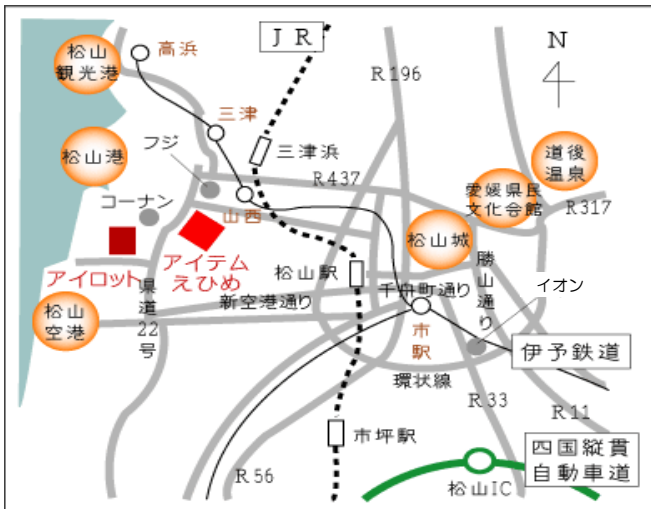 松山
観光港
高浜
JR
N
R196
三津
フジ
三津浜
松山港
道後
温泉
R437
愛媛県民
文化会館
コーナン
山西
R317
松山城
アイテム
えひめ
アイロット
松山駅
千舟町通り
勝山通り
イオン
県道22号
新空港通り
松山
空港
市駅
伊予鉄道
環状線
R33
R11
市坪駅
四国縦貫
自動車道
R56
松山IC